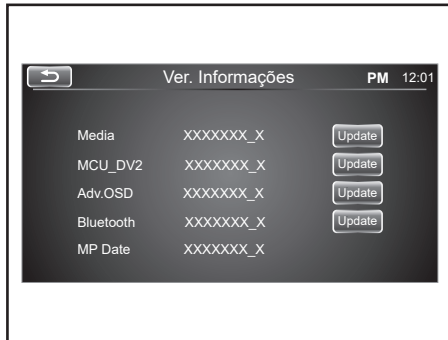 Ver. Informações PM 12:01
Media XXXXXXX_X Update
MCU_DV2 XXXXXXX_X Update
Adv.OSD XXXXXXX_X Update
Bluetooth XXXXXXX_X Update
MP Date XXXXXXX_X